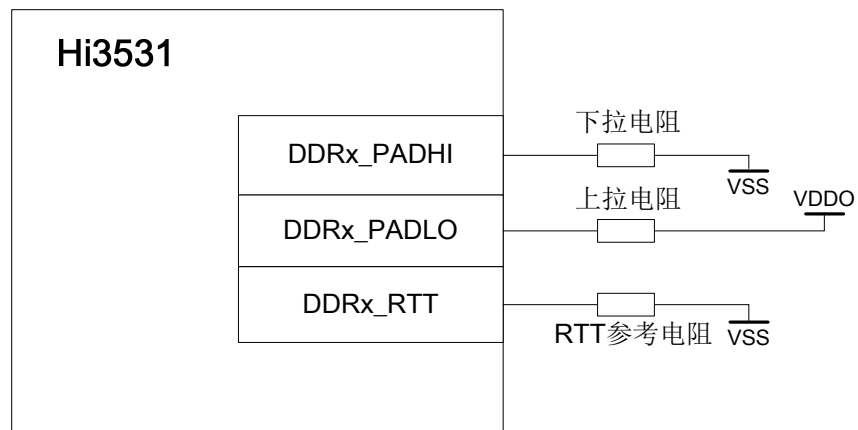 Hi3531
下拉电阻
DDRx_PADHI
VSS
上拉电阻
VDDO
DDRx_PADLO
DDRx_RTT
RTT参考电阻
VSS